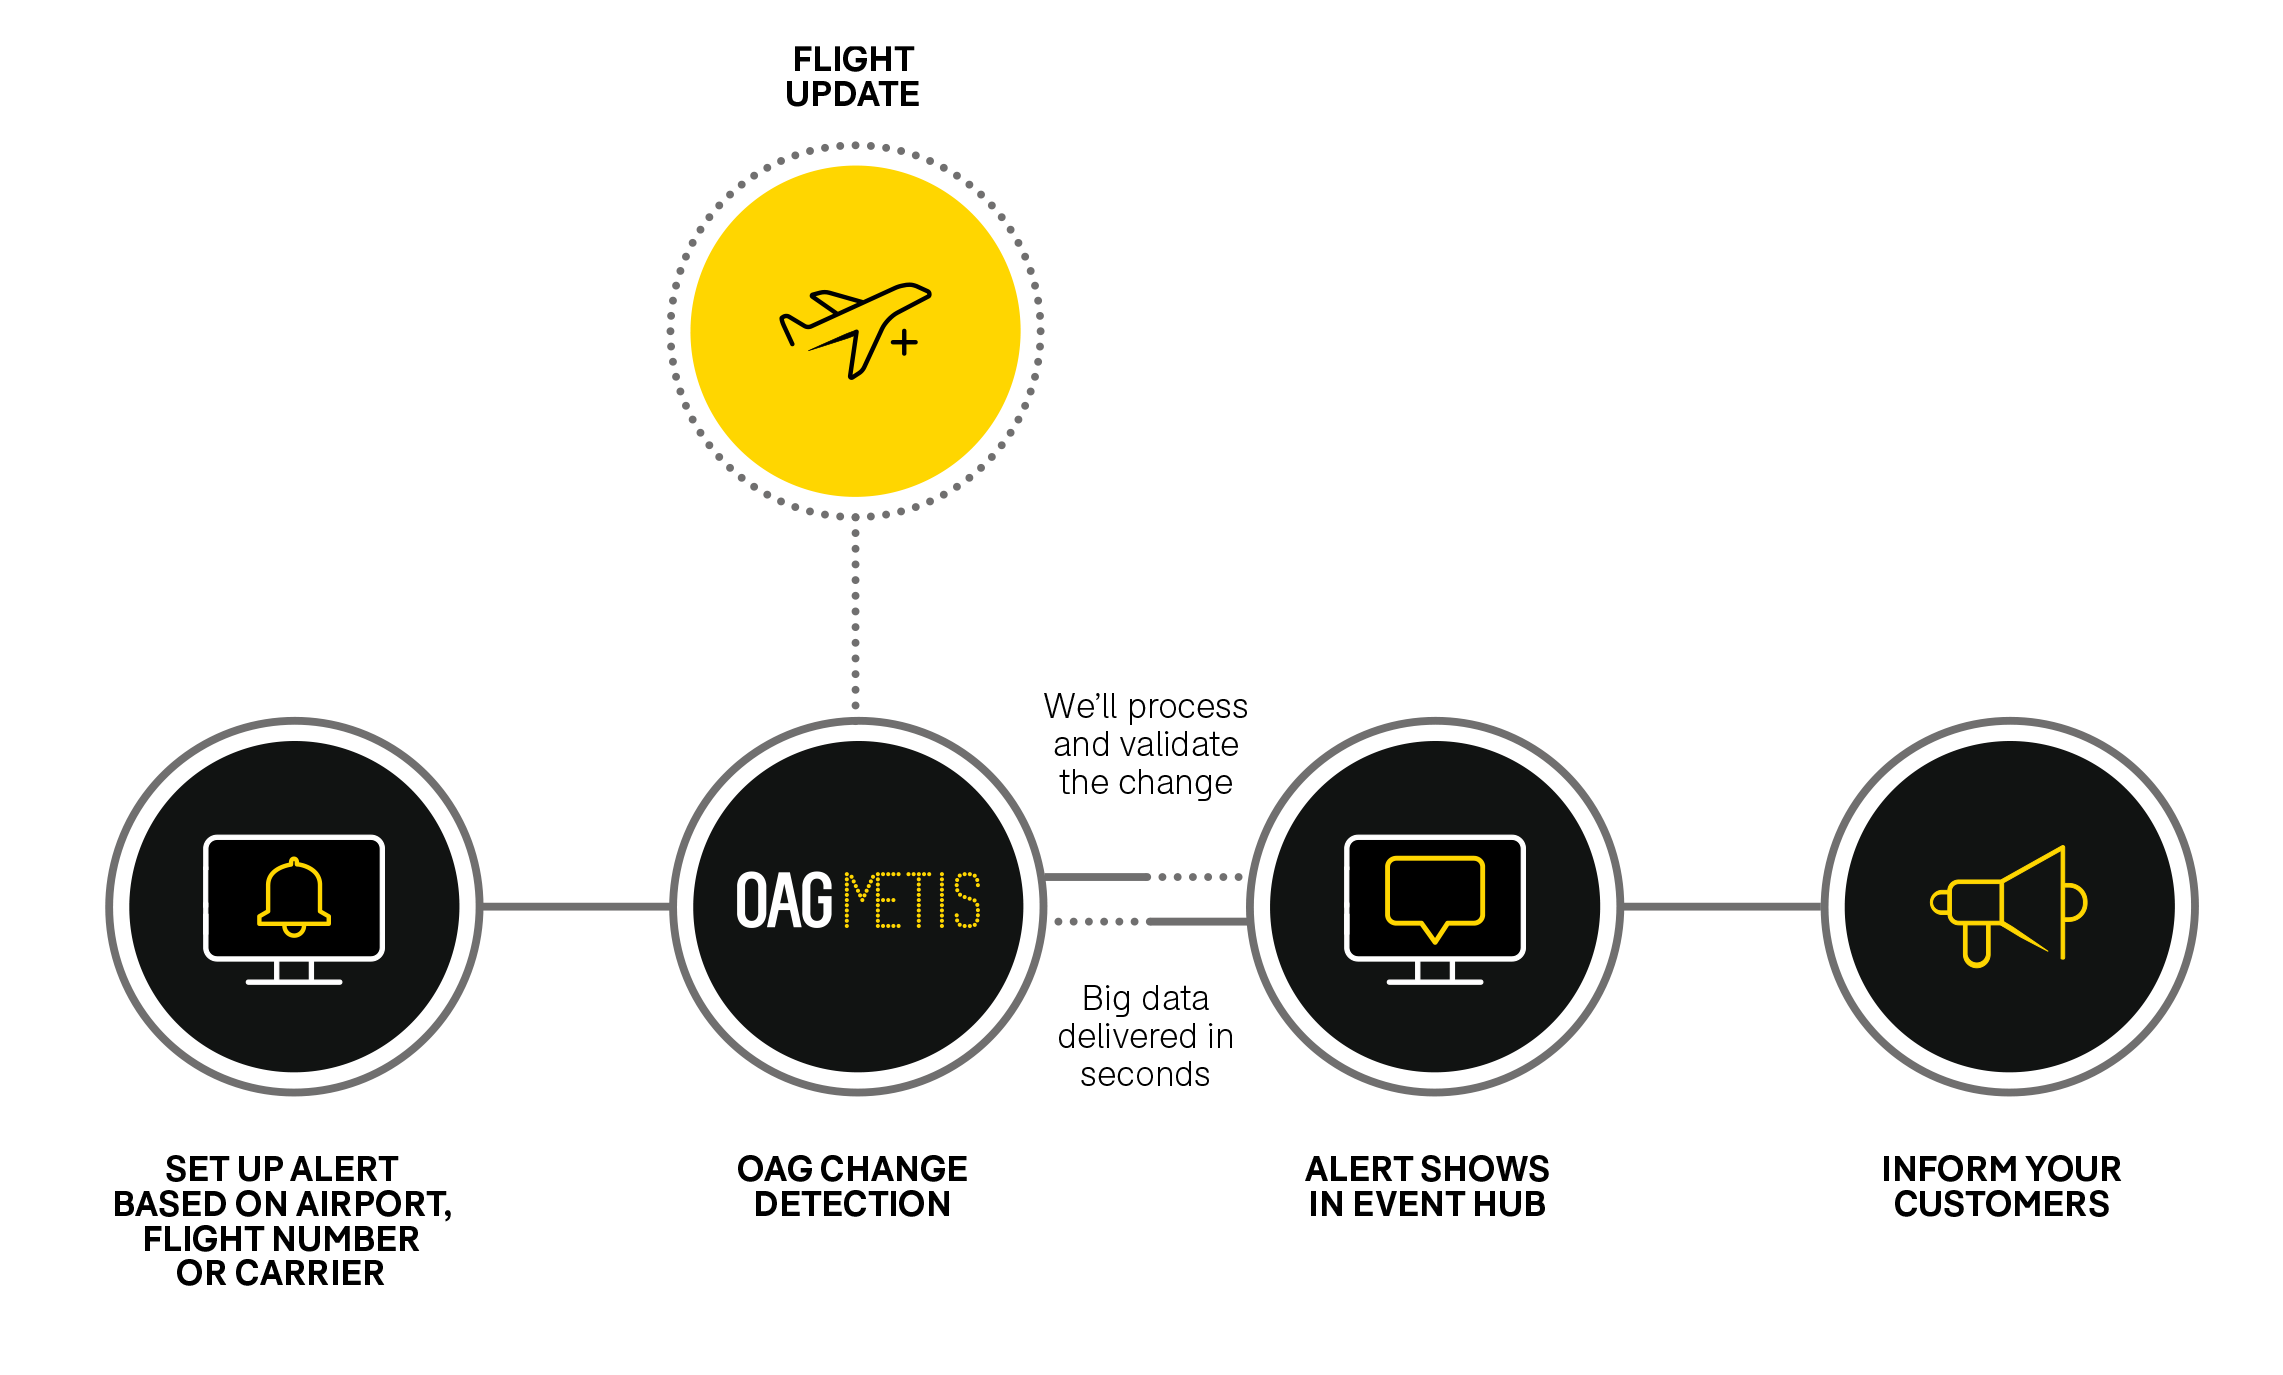 FLIGHT
UPDATE
We’ll process
and validate
the change
OAG METIS
Big data
delivered in
seconds
SET UP ALERT
BASED ON AIRPORT,
FLIGHT NUMBER
OR CARRIER
OAG CHANGE
DETECTION
ALERT SHOWS
IN EVENT HUB
INFORM YOUR
CUSTOMERS